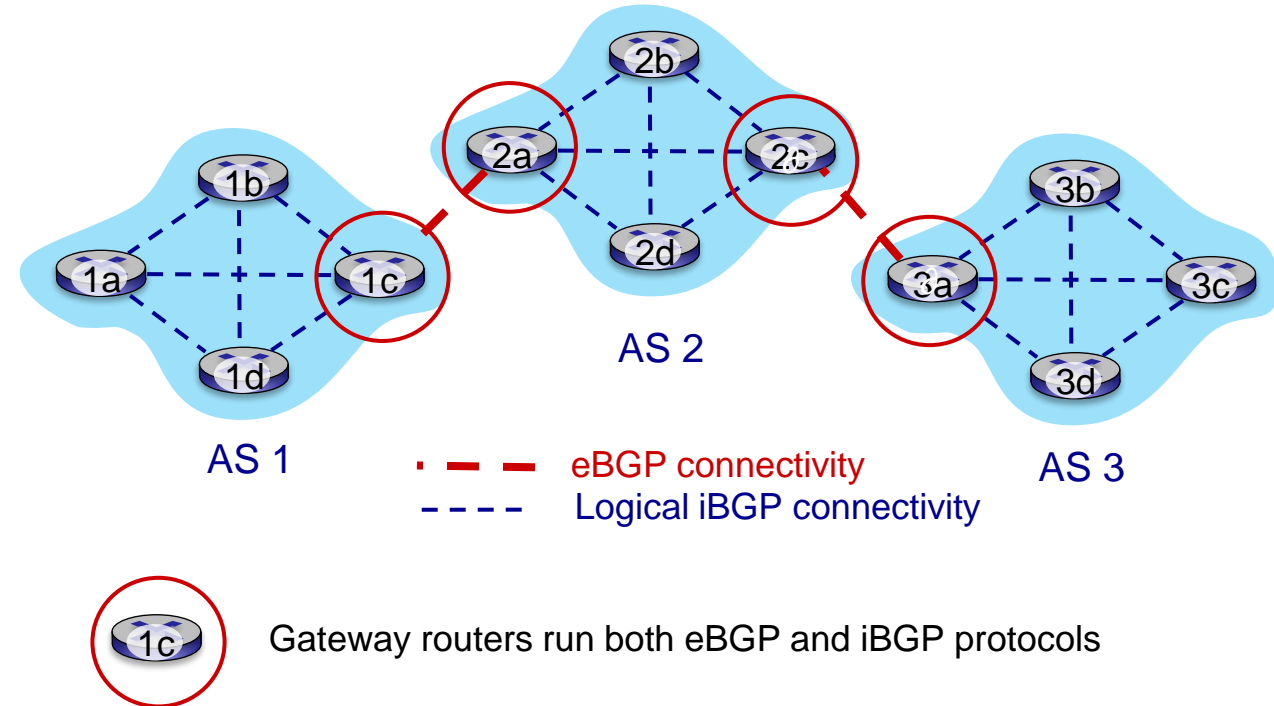 2b
2a
2c
1b
2d
3b
1a
1c
3a
3c
AS 2
1d
3d
AS 1
AS 3
eBGP connectivity
Logical iBGP connectivity
1c
Gateway routers run both eBGP and iBGP protocols